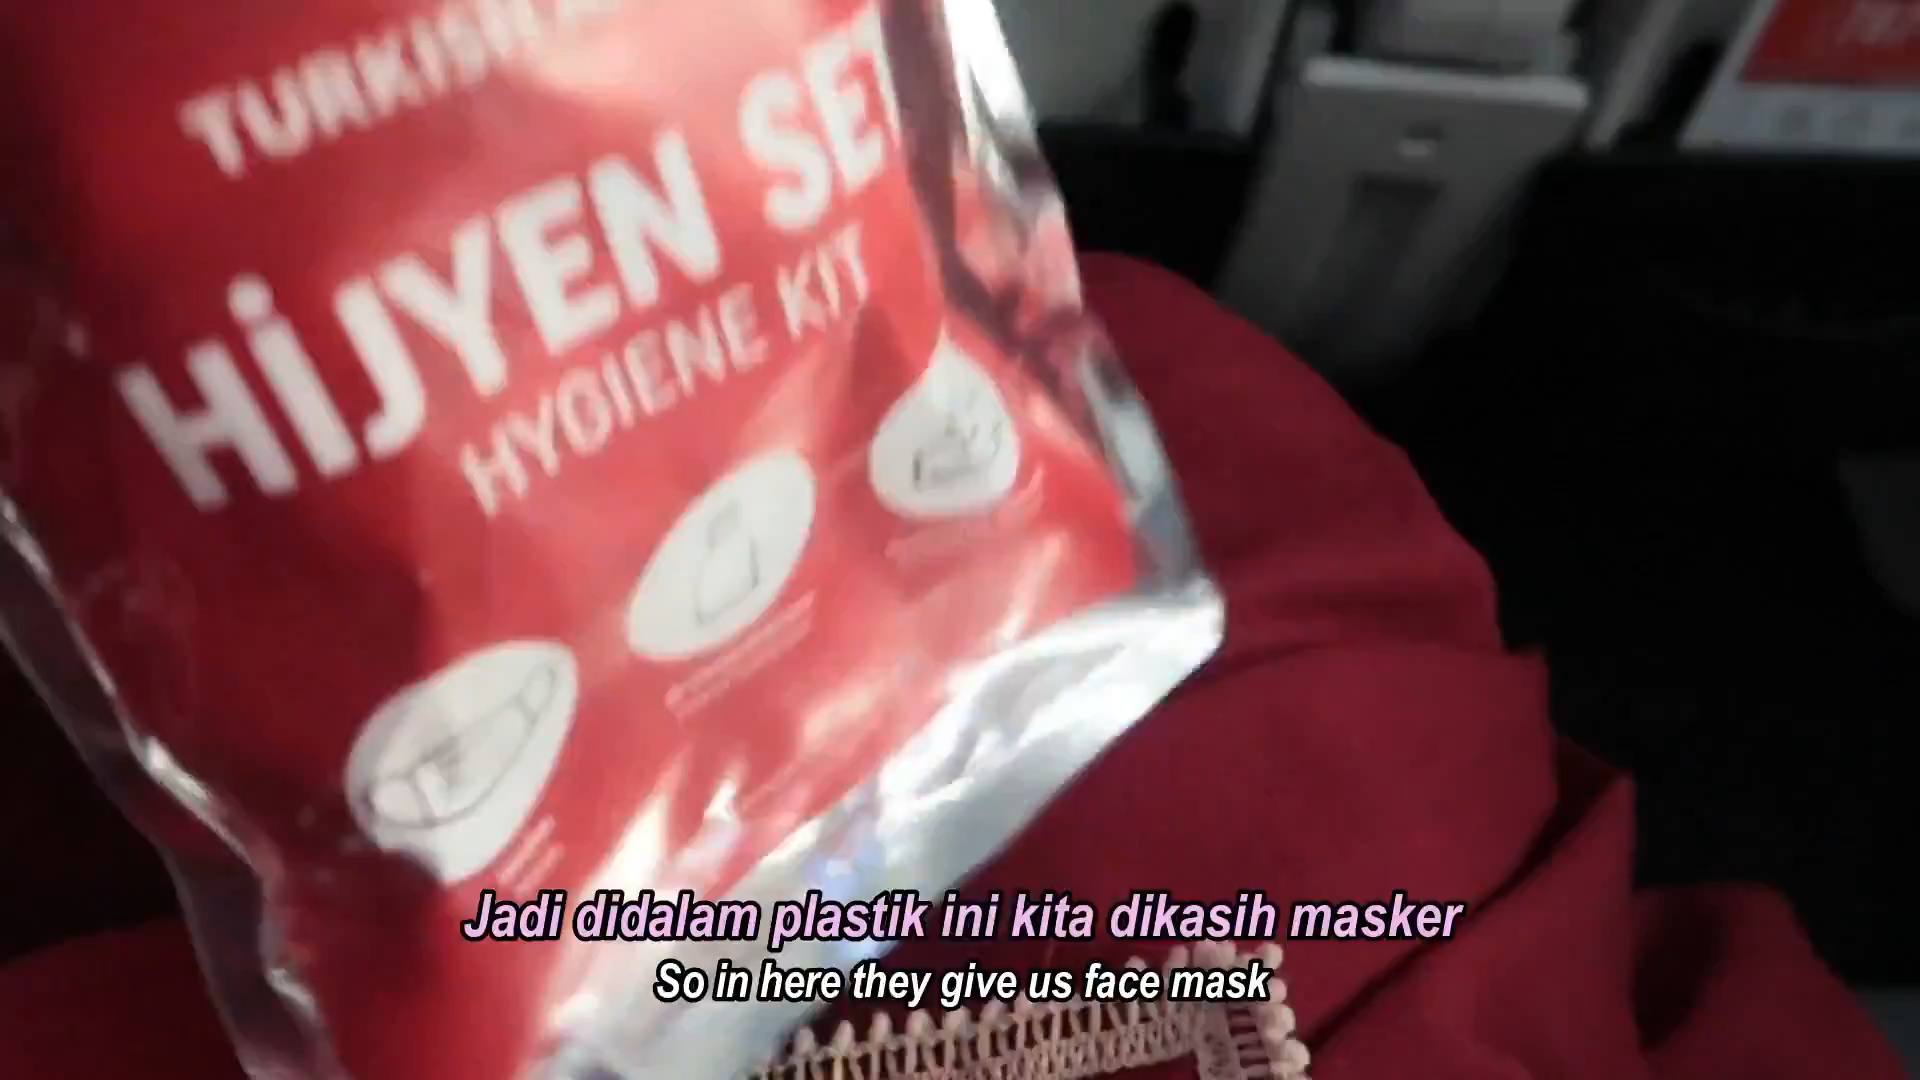 TURKISH
HİJYEN SET
HYGIENE KIT
Jadi didalam plastik ini kita dikasih masker
So in here they give us face mask